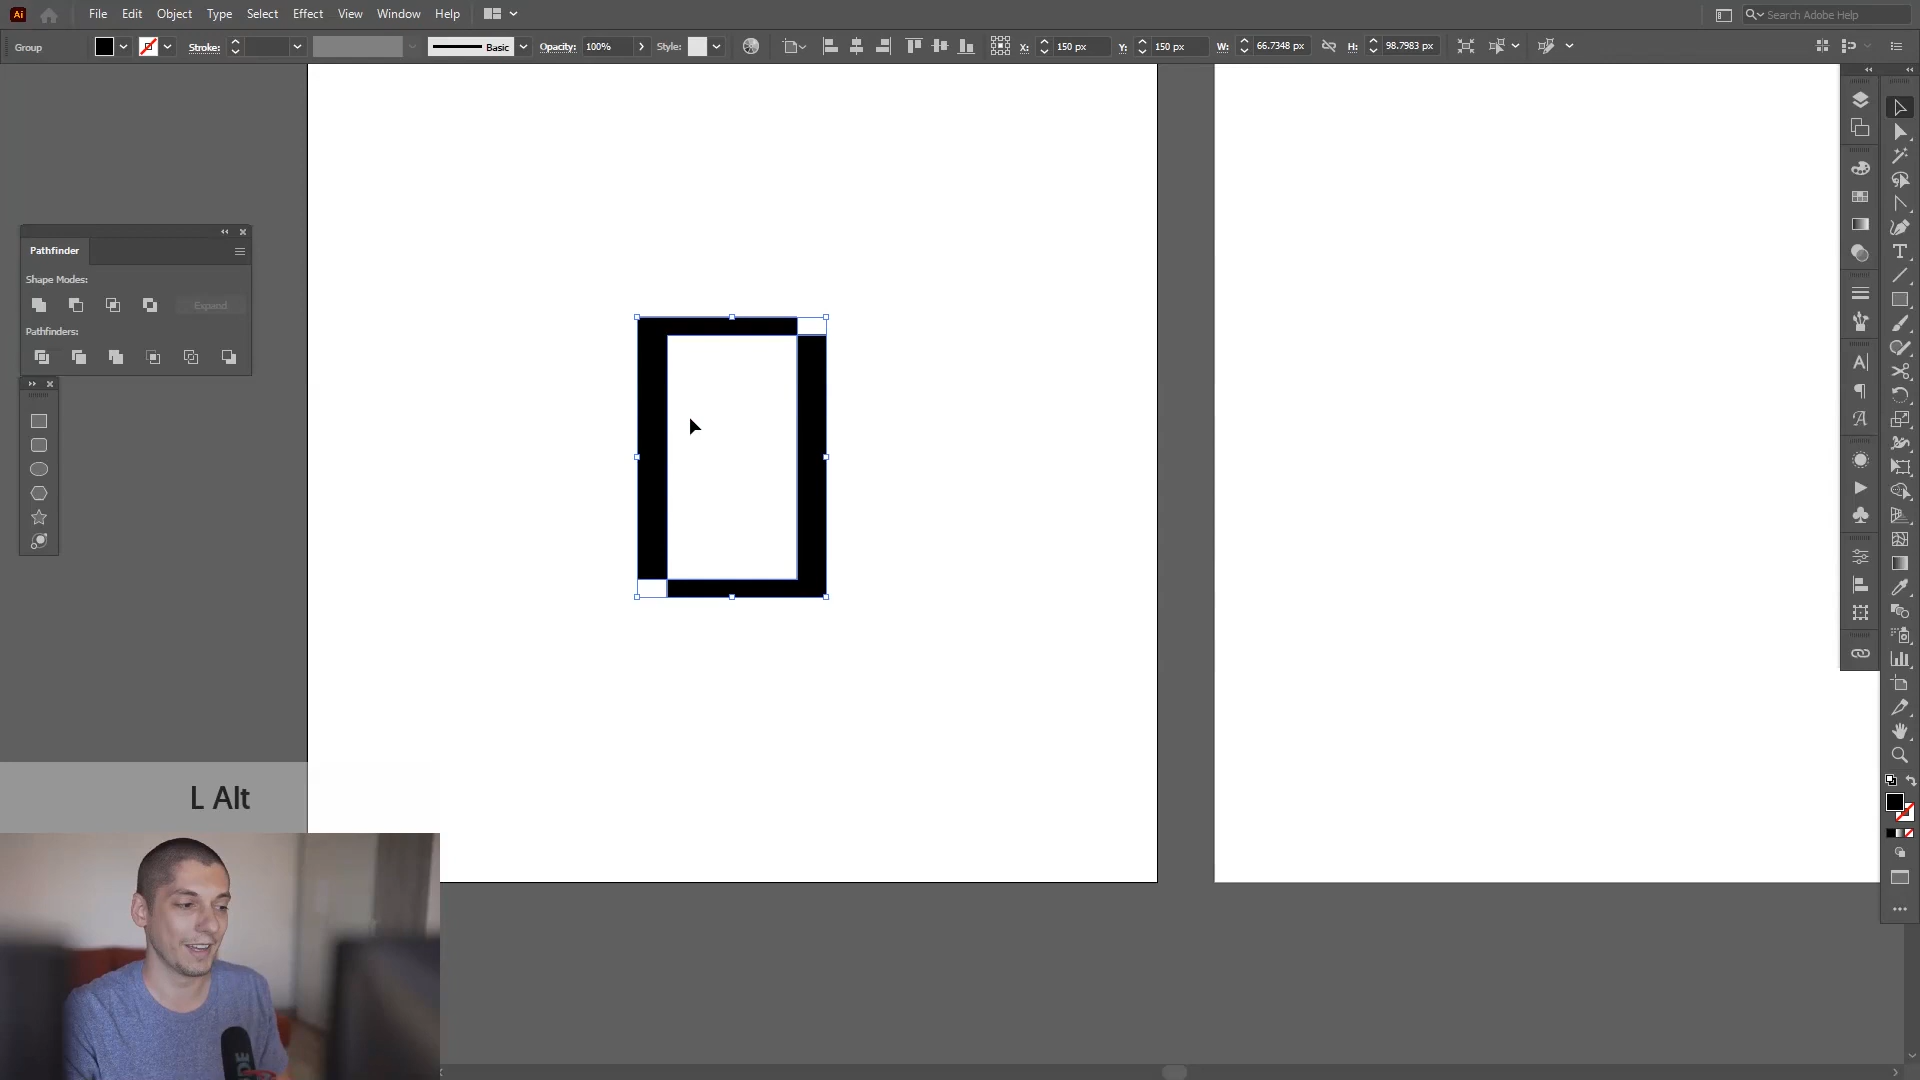 Ai File Edit Object Type Select Effect View Window Help Search Adobe Help
Group Stroke: Basic Opacity: 100% Style: X: 150 px Y: 150 px W: 66.7348 px H: 98.7983 px
Pathfinder
Shape Modes:
Expand
Pathfinders:
L Alt